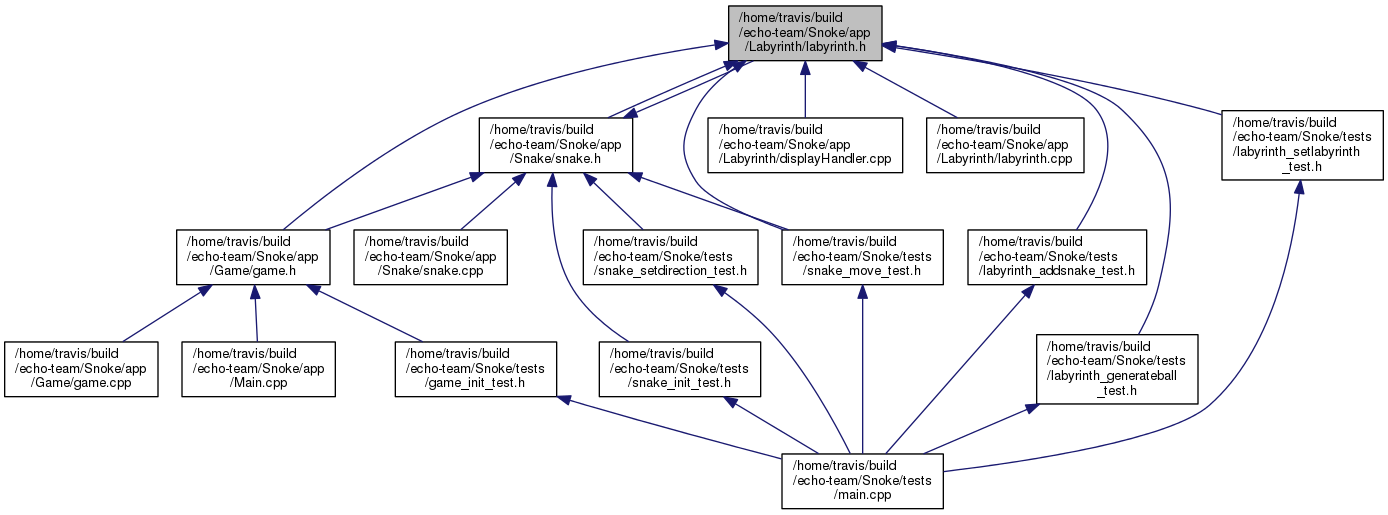 /home/travis/build
/echo-team/Snoke/app
/Labyrinth/labyrinth.h
/home/travis/build
/echo-team/Snoke/app
/Snake/snake.h
/home/travis/build
/echo-team/Snoke/app
/Labyrinth/displayHandler.cpp
/home/travis/build
/echo-team/Snoke/app
/Labyrinth/labyrinth.cpp
/home/travis/build
/echo-team/Snoke/tests
/labyrinth_setlabyrinth
_test.h
/home/travis/build
/echo-team/Snoke/app
/Game/game.h
/home/travis/build
/echo-team/Snoke/app
/Snake/snake.cpp
/home/travis/build
/echo-team/Snoke/tests
/snake_setdirection_test.h
/home/travis/build
/echo-team/Snoke/tests
/snake_move_test.h
/home/travis/build
/echo-team/Snoke/tests
/labyrinth_addsnake_test.h
/home/travis/build
/echo-team/Snoke/app
/Game/game.cpp
/home/travis/build
/echo-team/Snoke/app
/Main.cpp
/home/travis/build
/echo-team/Snoke/tests
/game_init_test.h
/home/travis/build
/echo-team/Snoke/tests
/snake_init_test.h
/home/travis/build
/echo-team/Snoke/tests
/labyrinth_generateball
_test.h
/home/travis/build
/echo-team/Snoke/tests
/main.cpp